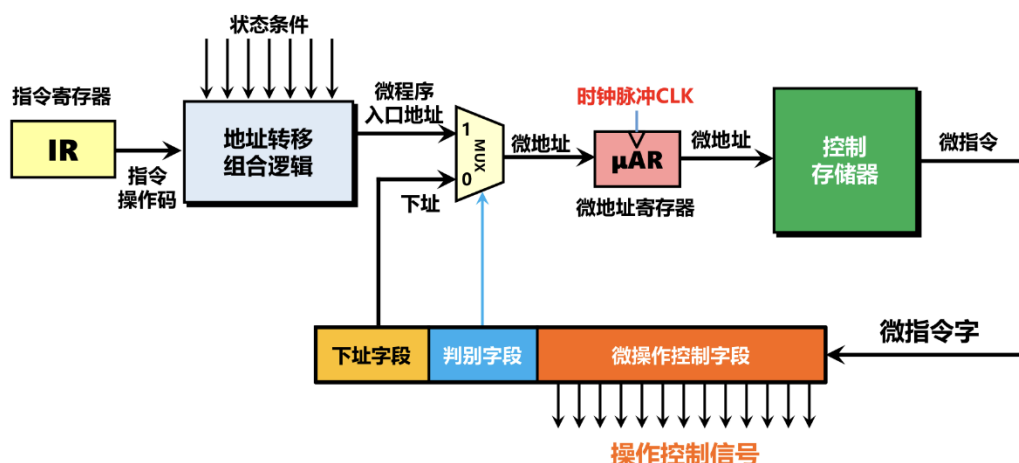 状态条件
指令寄存器
IR
指令
操作码
地址转移
组合逻辑
微程序
入口地址
1
MUX
0
下址
微地址
时钟脉冲CLK
μAR
微地址寄存器
微地址
控制
存储器
微指令
微指令字
下址字段
判别字段
微操作控制字段
操作控制信号